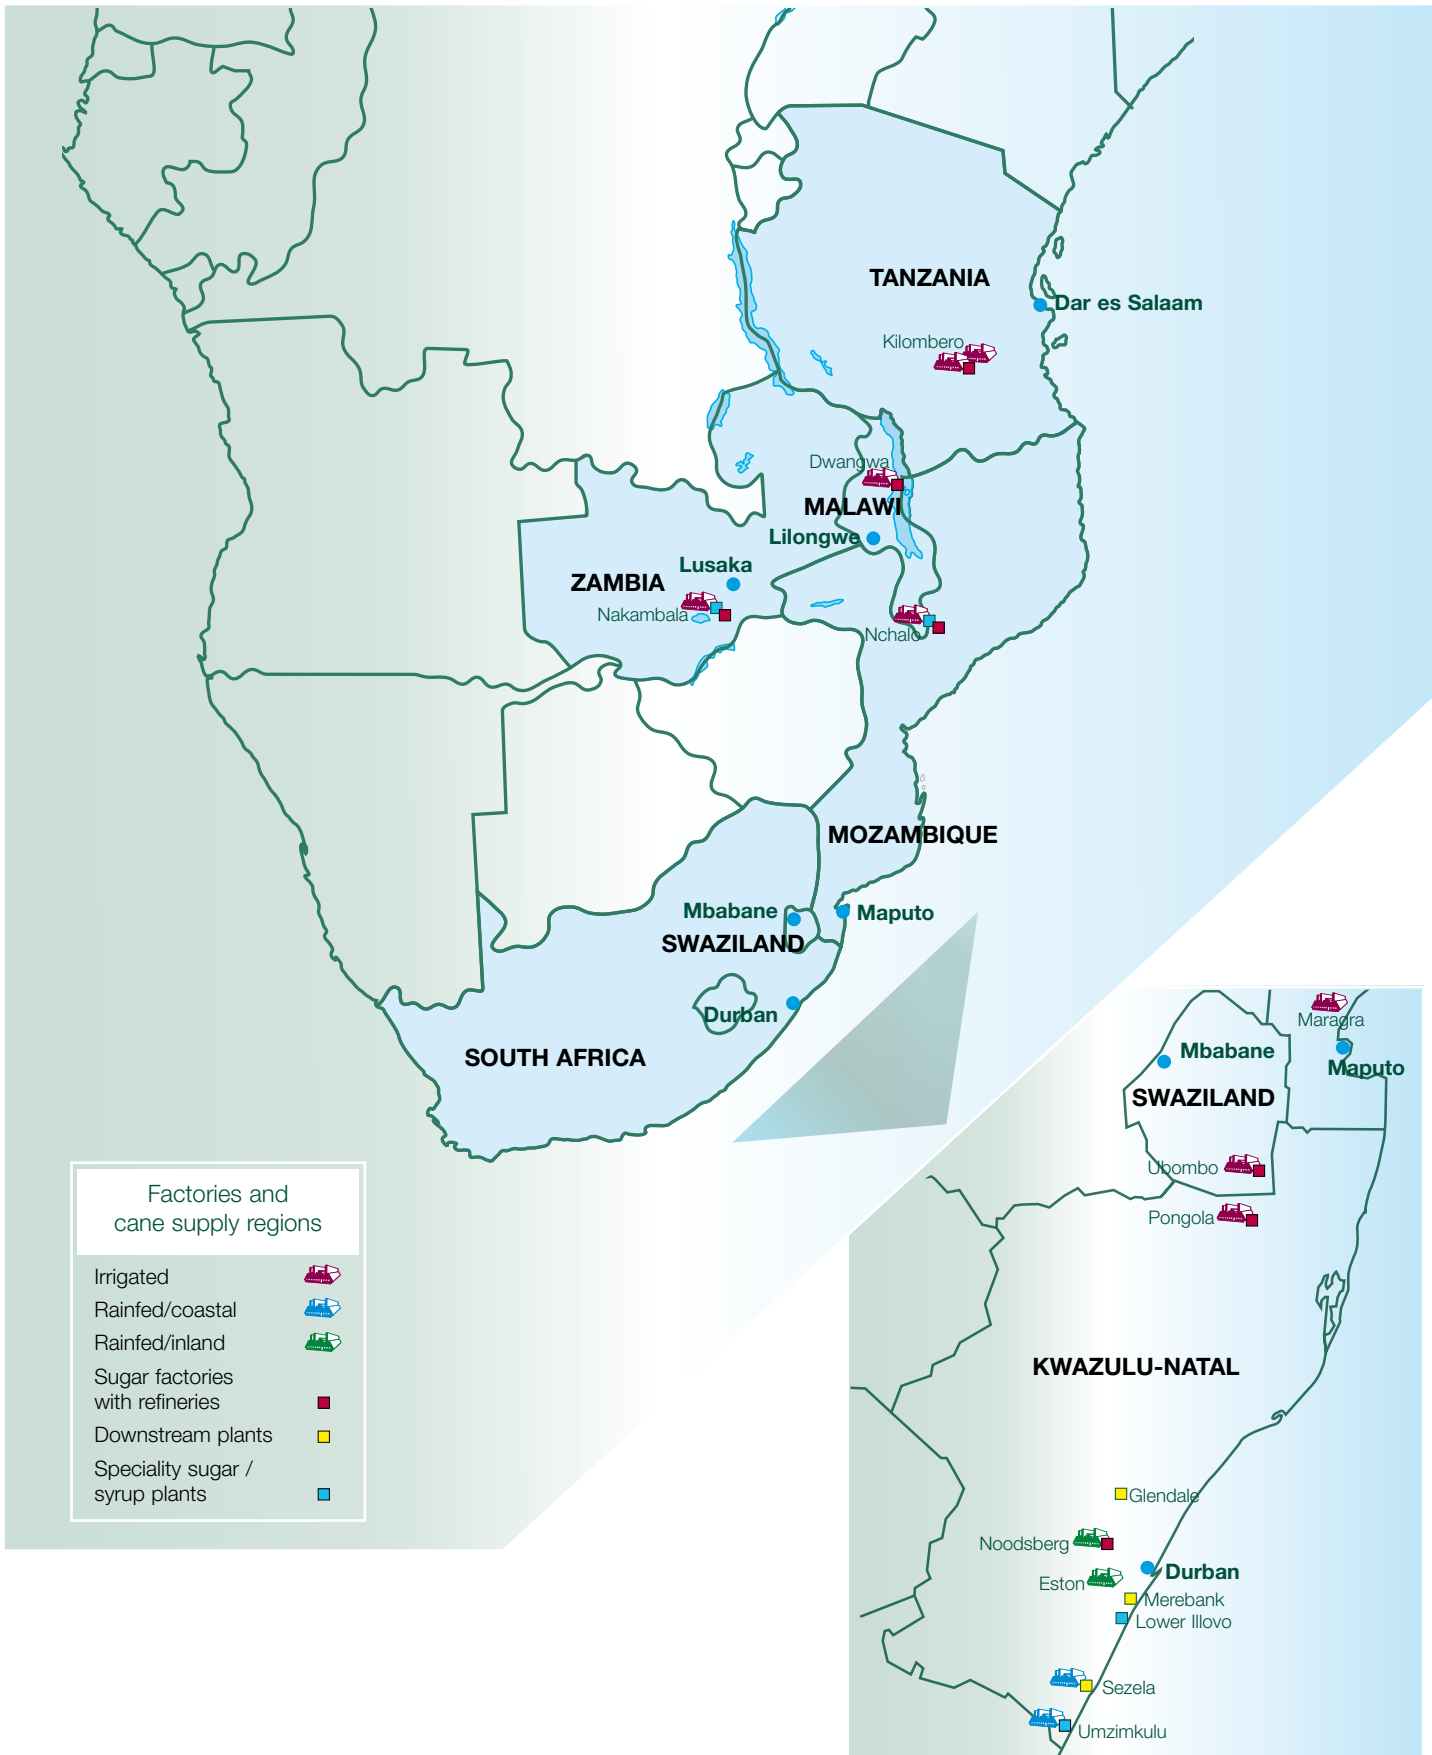 TANZANIA
Dar es Salaam
Kilombero
Dwangwa
MALAWI
Lilongwe
Lusaka
ZAMBIA
Nakambala
Nchalo
MOZAMBIQUE
Mbabane
Maputo
SWAZILAND
Durban
SOUTH AFRICA
Factories and
cane supply regions
Irrigated
Rainfed/coastal
Rainfed/inland
Sugar factories
with refineries
Downstream plants
Speciality sugar /
syrup plants
Maragra
Mbabane
Maputo
SWAZILAND
Ubombo
Pongola
KWAZULU-NATAL
Glendale
Noodsberg
Durban
Eston
Merebank
Lower Illovo
Sezela
Umzimkulu